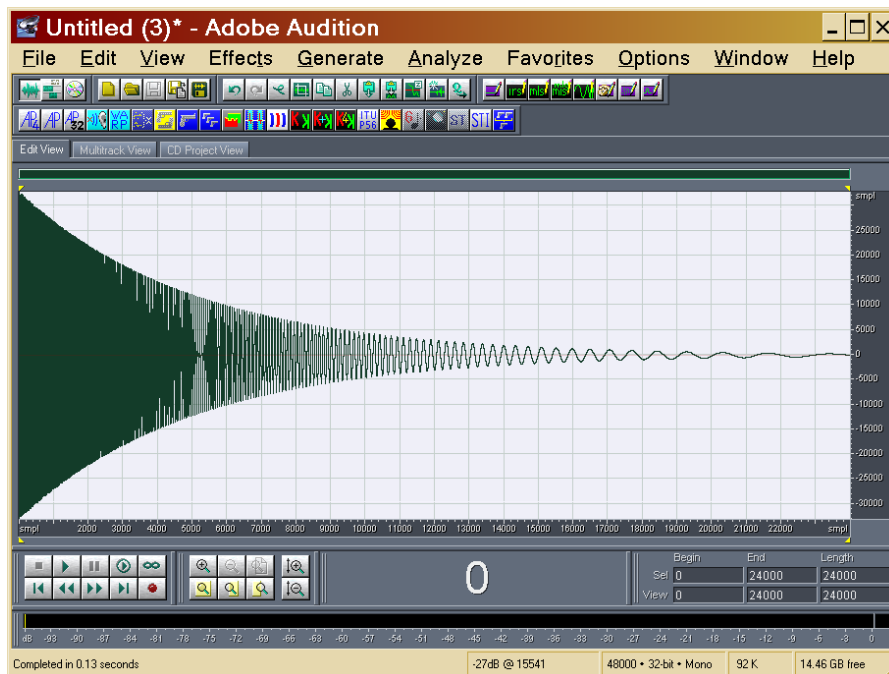 Untitled (3)* - Adobe Audition
File Edit View Effects Generate Analyze Favorites Options Window Help
Edit View Multitrack View CD Project View
smpl
25000
20000
15000
10000
5000
0
-5000
-10000
-15000
-20000
-25000
-30000
smpl 2000 3000 4000 5000 6000 7000 8000 9000 10000 11000 12000 13000 14000 15000 16000 17000 18000 19000 20000 21000 22000 smpl
0
Begin End Length
Sel 0 24000 24000
View 0 24000 24000
dB -93 -90 -87 -84 -81 -78 -75 -72 -69 -66 -63 -60 -57 -54 -51 -48 -45 -42 -39 -36 -33 -30 -27 -24 -21 -18 -15 -12 -9 -6 -3 0
Completed in 0.13 seconds -27dB @ 15541 48000 • 32-bit • Mono 92 K 14.46 GB free